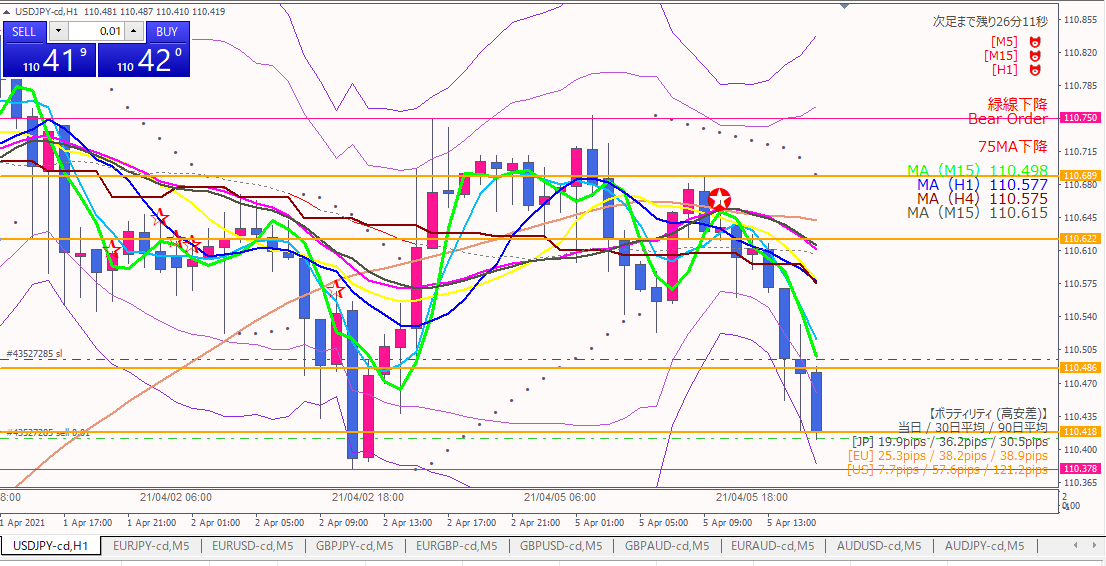 USDJPY-cd,H1 110.481 110.487 110.410 110.419
SELL 0.01 BUY
110 41 9 110 42 0
次足まで残り26分11秒
[M5]
[M15]
[H1]
緑線下降
Bear Order
75MA下降
MA（M15）110.498
MA（H1）110.577
MA（H4）110.575
MA（M15）110.615
#43527285 sl
#43527285 sell 0.01
【ボラティリティ (高安差)】
当日 / 30日平均 / 90日平均
[JP] 19.9pips / 36.2pips / 30.5pips
[EU] 25.3pips / 38.2pips / 38.9pips
[US] 7.7pips / 57.6pips / 121.2pips
110.855
110.820
110.785
110.750
110.715
110.689
110.680
110.645
110.622
110.575
110.540
110.505
110.486
110.470
110.435
110.418
110.400
110.378
110.365
8:00 21/04/02 06:00 21/04/02 18:00 21/04/05 06:00 21/04/05 18:00
1 Apr 2021 1 Apr 17:00 1 Apr 21:00 2 Apr 01:00 2 Apr 05:00 2 Apr 09:00 2 Apr 13:00 2 Apr 17:00 2 Apr 21:00 5 Apr 01:00 5 Apr 05:00 5 Apr 09:00 5 Apr 13:00
USDJPY-cd,H1 EURJPY-cd,M5 EURUSD-cd,M5 GBPJPY-cd,M5 EURGBP-cd,M5 GBPUSD-cd,M5 GBPAUD-cd,M5 EURAUD-cd,M5 AUDUSD-cd,M5 AUDJPY-cd,M5